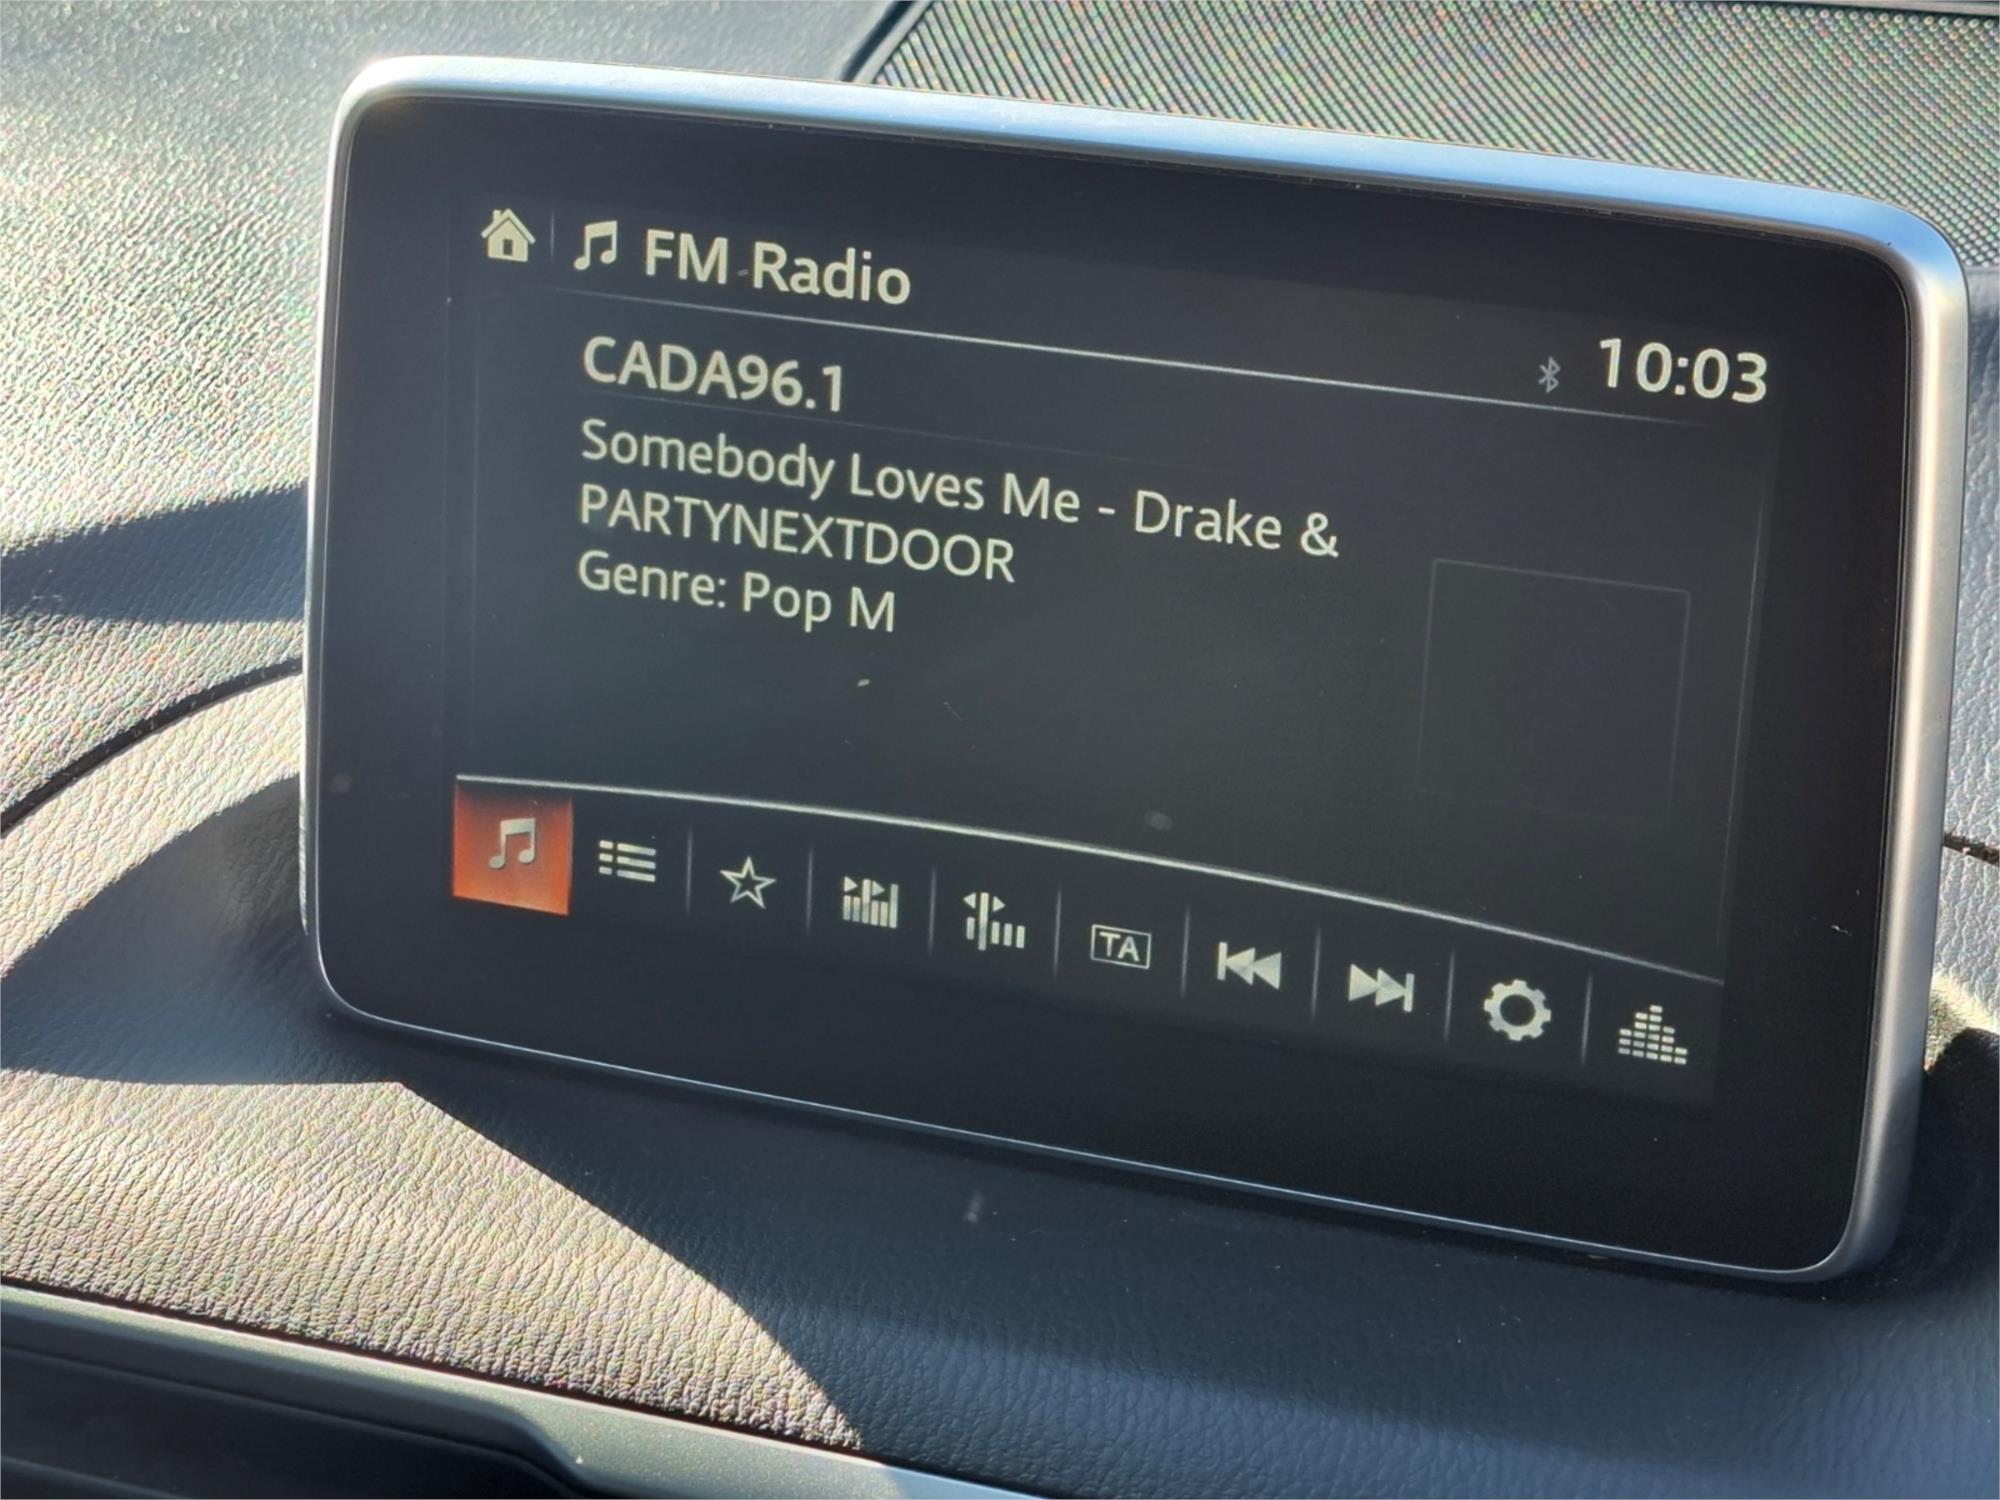 FM Radio
10:03
CADA96.1
Somebody Loves Me - Drake &
PARTYNEXTDOOR
Genre: Pop M
TA